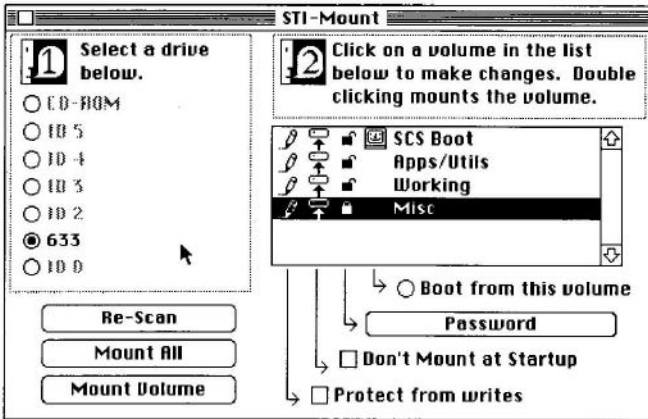 STI-Mount
1
Select a drive
below.
CD-ROM
ID 5
ID 4
ID 3
ID 2
633
ID 0
Re-Scan
Mount All
Mount Volume
2
Click on a volume in the list
below to make changes. Double
clicking mounts the volume.
SCS Boot
Apps/Utils
Working
Misc
Boot from this volume
Password
Don't Mount at Startup
Protect from writes